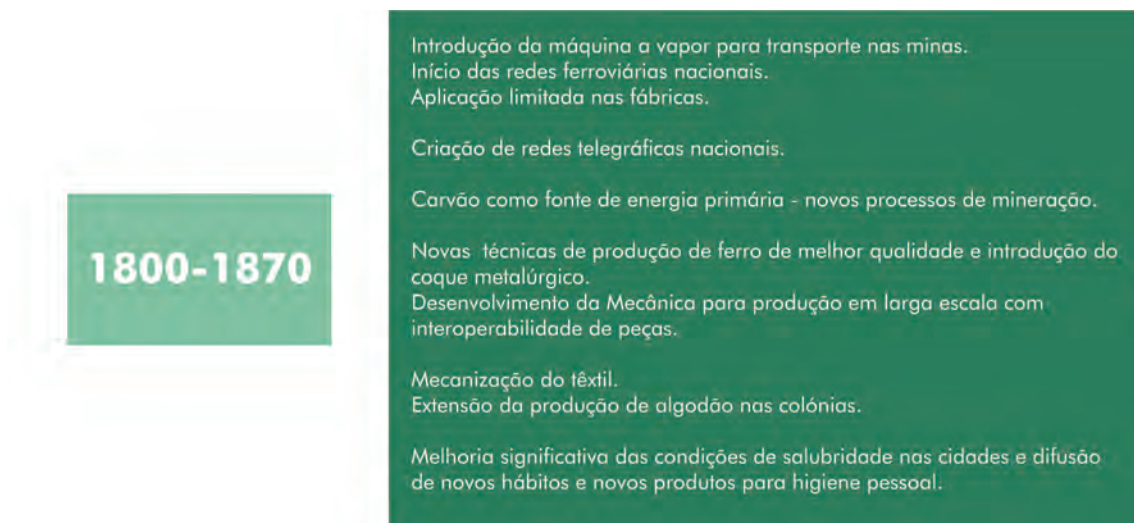 1800-1870
Introdução da máquina a vapor para transporte nas minas.
Início das redes ferroviárias nacionais.
Aplicação limitada nas fábricas.
Criação de redes telegráficas nacionais.
Carvão como fonte de energia primária - novos processos de mineração.
Novas técnicas de produção de ferro de melhor qualidade e introdução do
coque metalúrgico.
Desenvolvimento da Mecânica para produção em larga escala com
interoperabilidade de peças.
Mecanização do têxtil.
Extensão da produção de algodão nas colónias.
Melhoria significativa das condições de salubridade nas cidades e difusão
de novos hábitos e novos produtos para higiene pessoal.